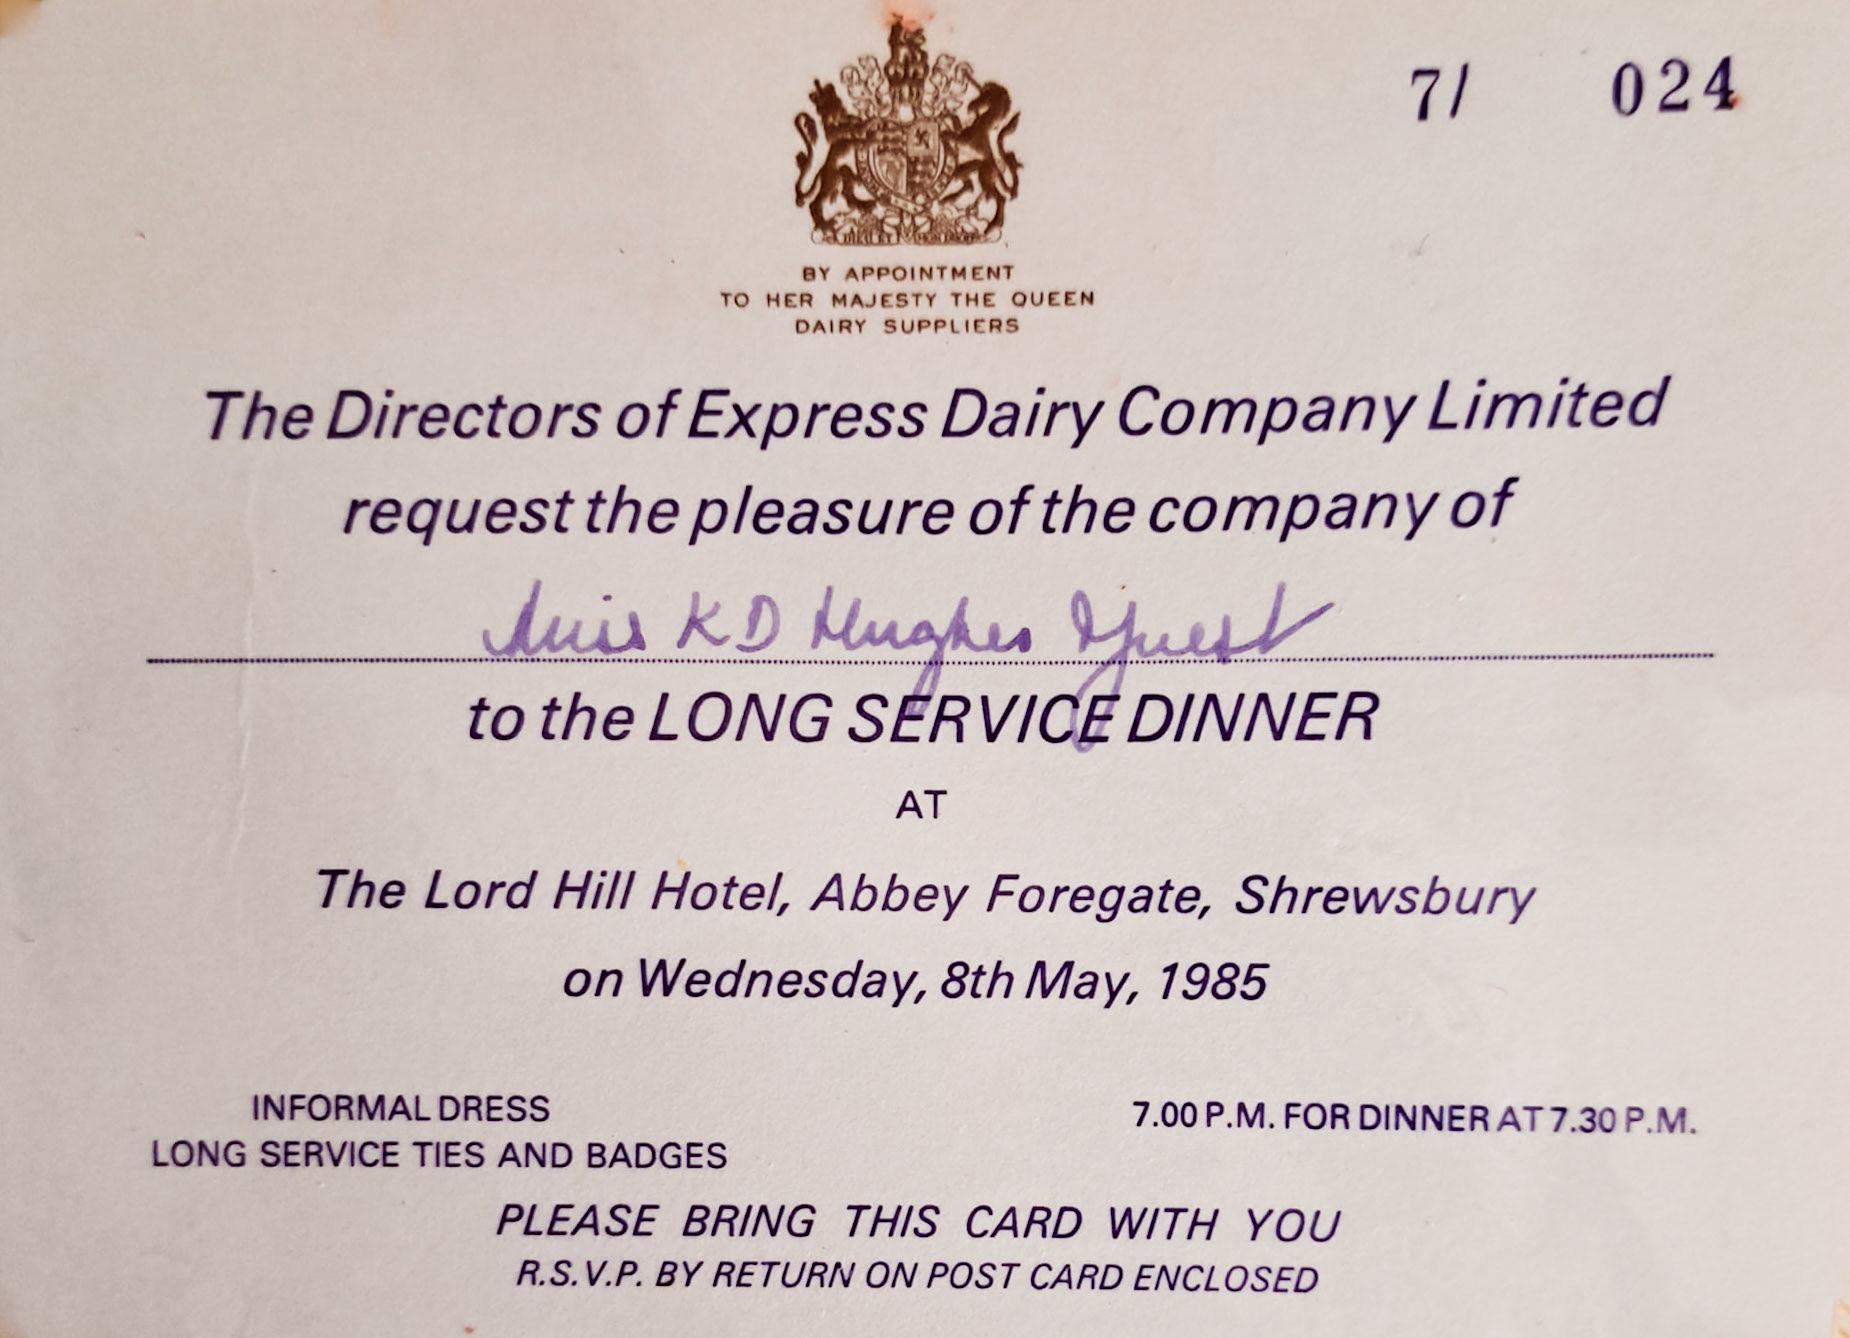 7/ 024
BY APPOINTMENT
TO HER MAJESTY THE QUEEN
DAIRY SUPPLIERS
The Directors of Express Dairy Company Limited
request the pleasure of the company of
Miss K D Hughes & Guest
to the LONG SERVICE DINNER
AT
The Lord Hill Hotel, Abbey Foregate, Shrewsbury
on Wednesday, 8th May, 1985
INFORMAL DRESS
LONG SERVICE TIES AND BADGES
7.00 P.M. FOR DINNER AT 7.30 P.M.
PLEASE BRING THIS CARD WITH YOU
R.S.V.P. BY RETURN ON POST CARD ENCLOSED